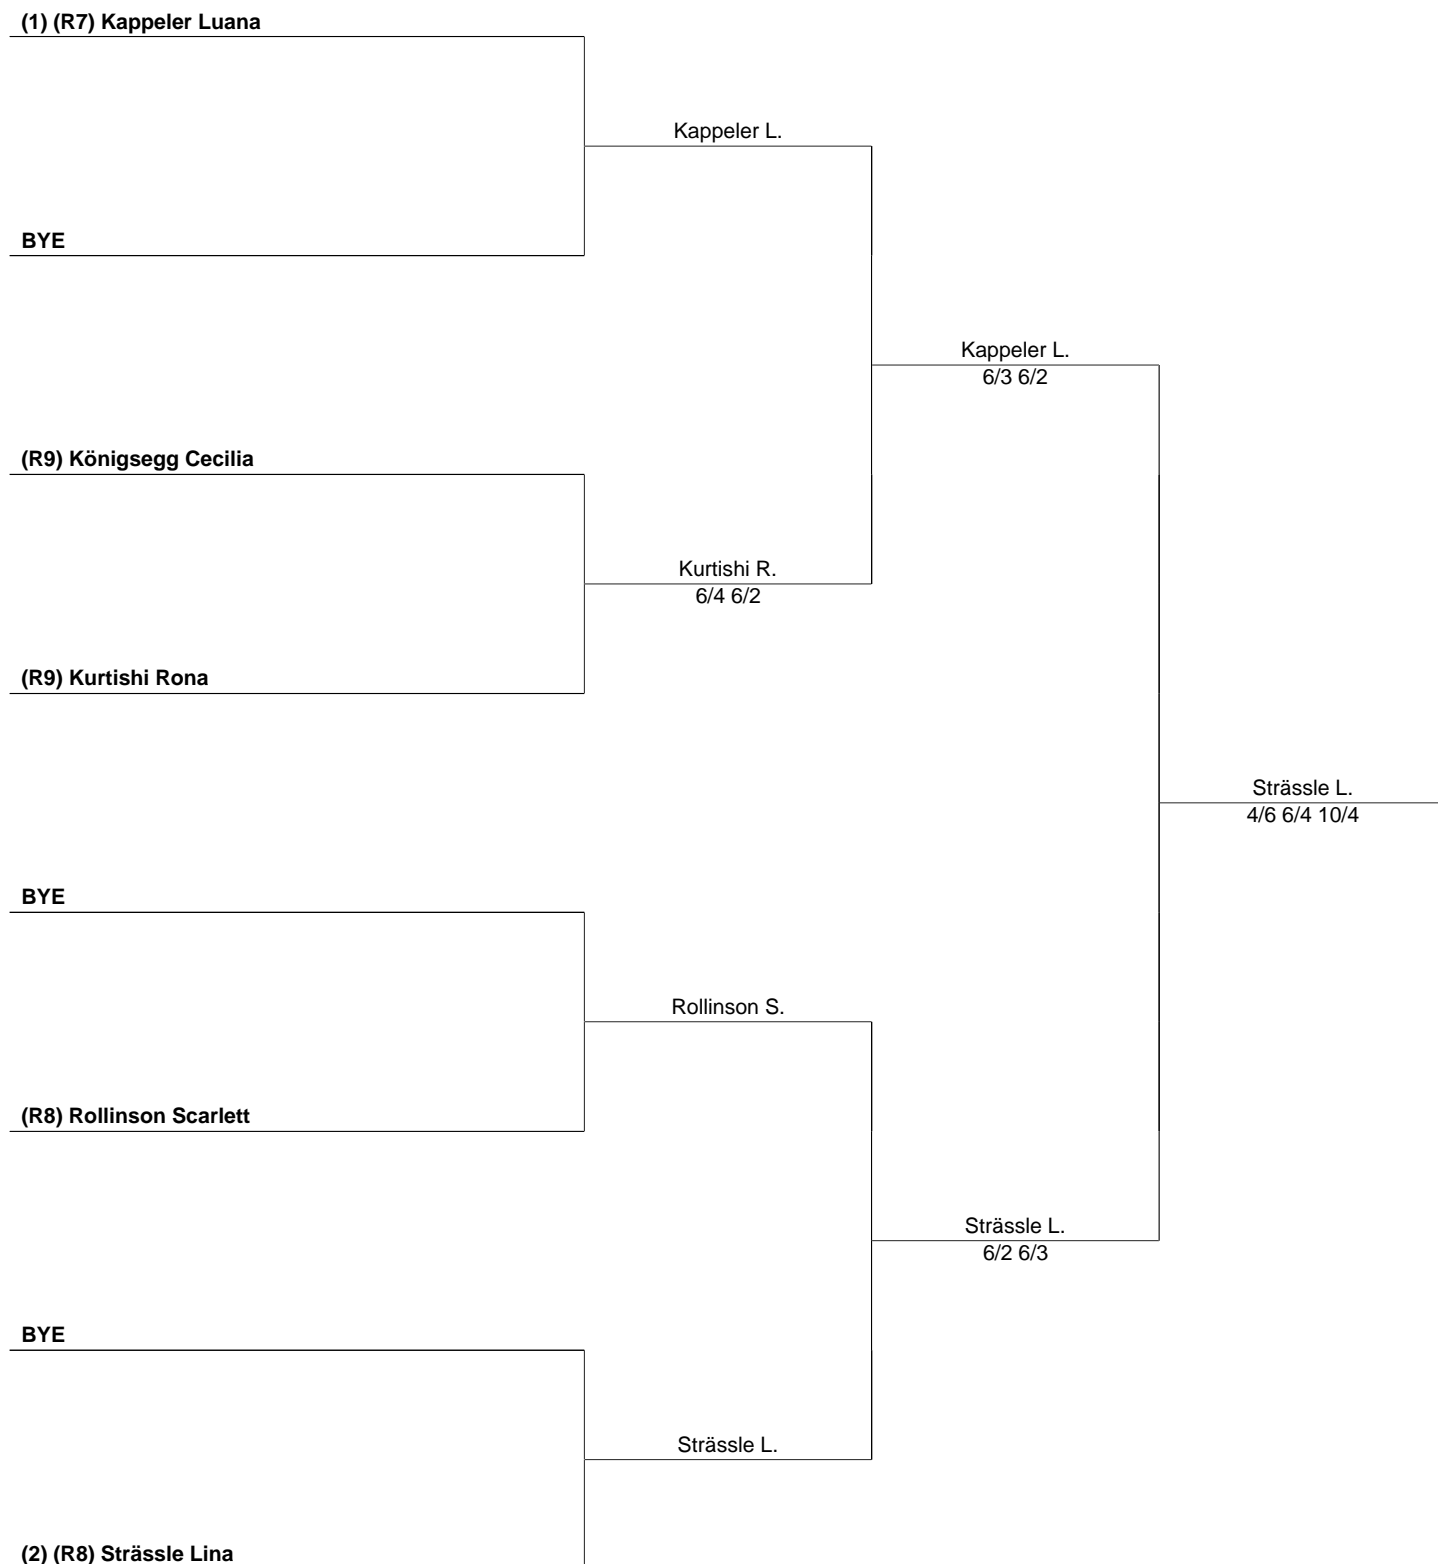 (1) (R7) Kappeler Luana
Kappeler L.
BYE
Kappeler L.
6/3 6/2
(R9) Königsegg Cecilia
Kurtishi R.
6/4 6/2
(R9) Kurtishi Rona
Strässle L.
4/6 6/4 10/4
BYE
Rollinson S.
(R8) Rollinson Scarlett
Strässle L.
6/2 6/3
BYE
Strässle L.
(2) (R8) Strässle Lina